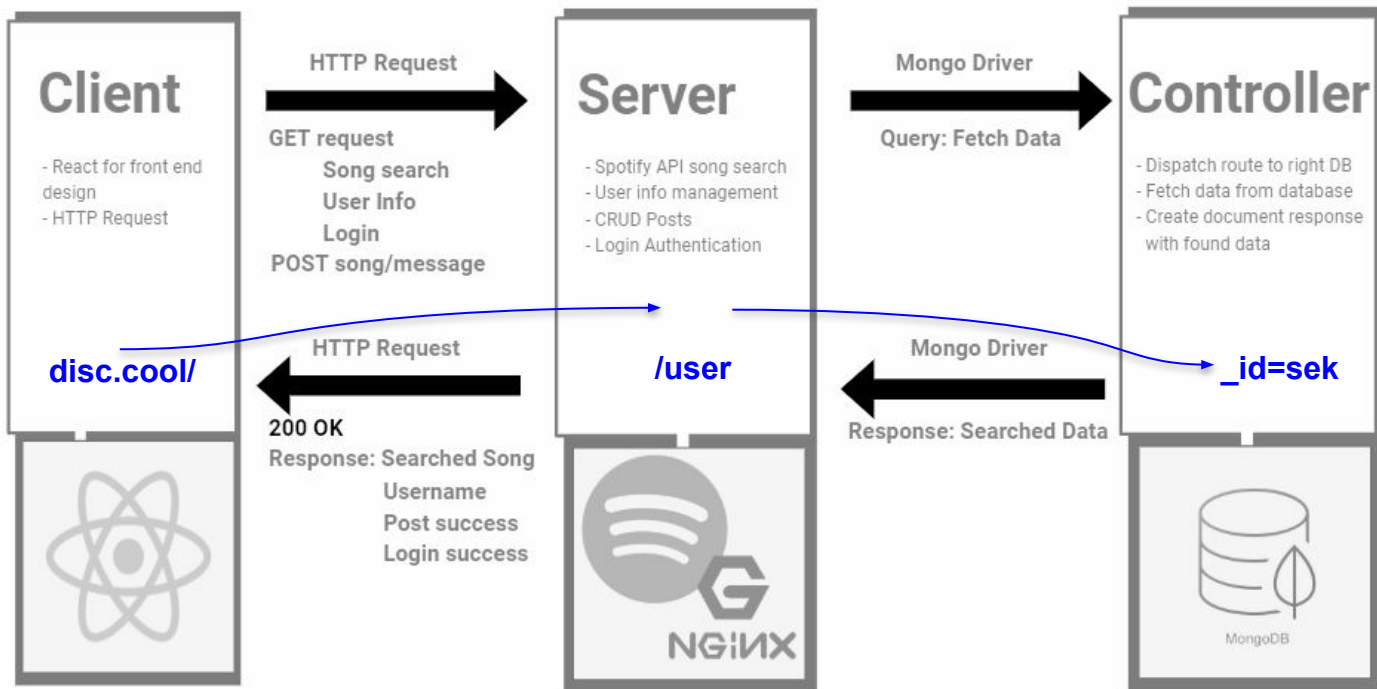 Client
- React for front end
design
- HTTP Request
disc.cool/
HTTP Request
GET request
Song search
User Info
Login
POST song/message
HTTP Request
200 OK
Response: Searched Song
Username
Post success
Login success
Server
- Spotify API song search
- User info management
- CRUD Posts
- Login Authentication
/user
NGiNX
Mongo Driver
Query: Fetch Data
Mongo Driver
Response: Searched Data
Controller
- Dispatch route to right DB
- Fetch data from database
- Create document response
with found data
_id=sek
MongoDB